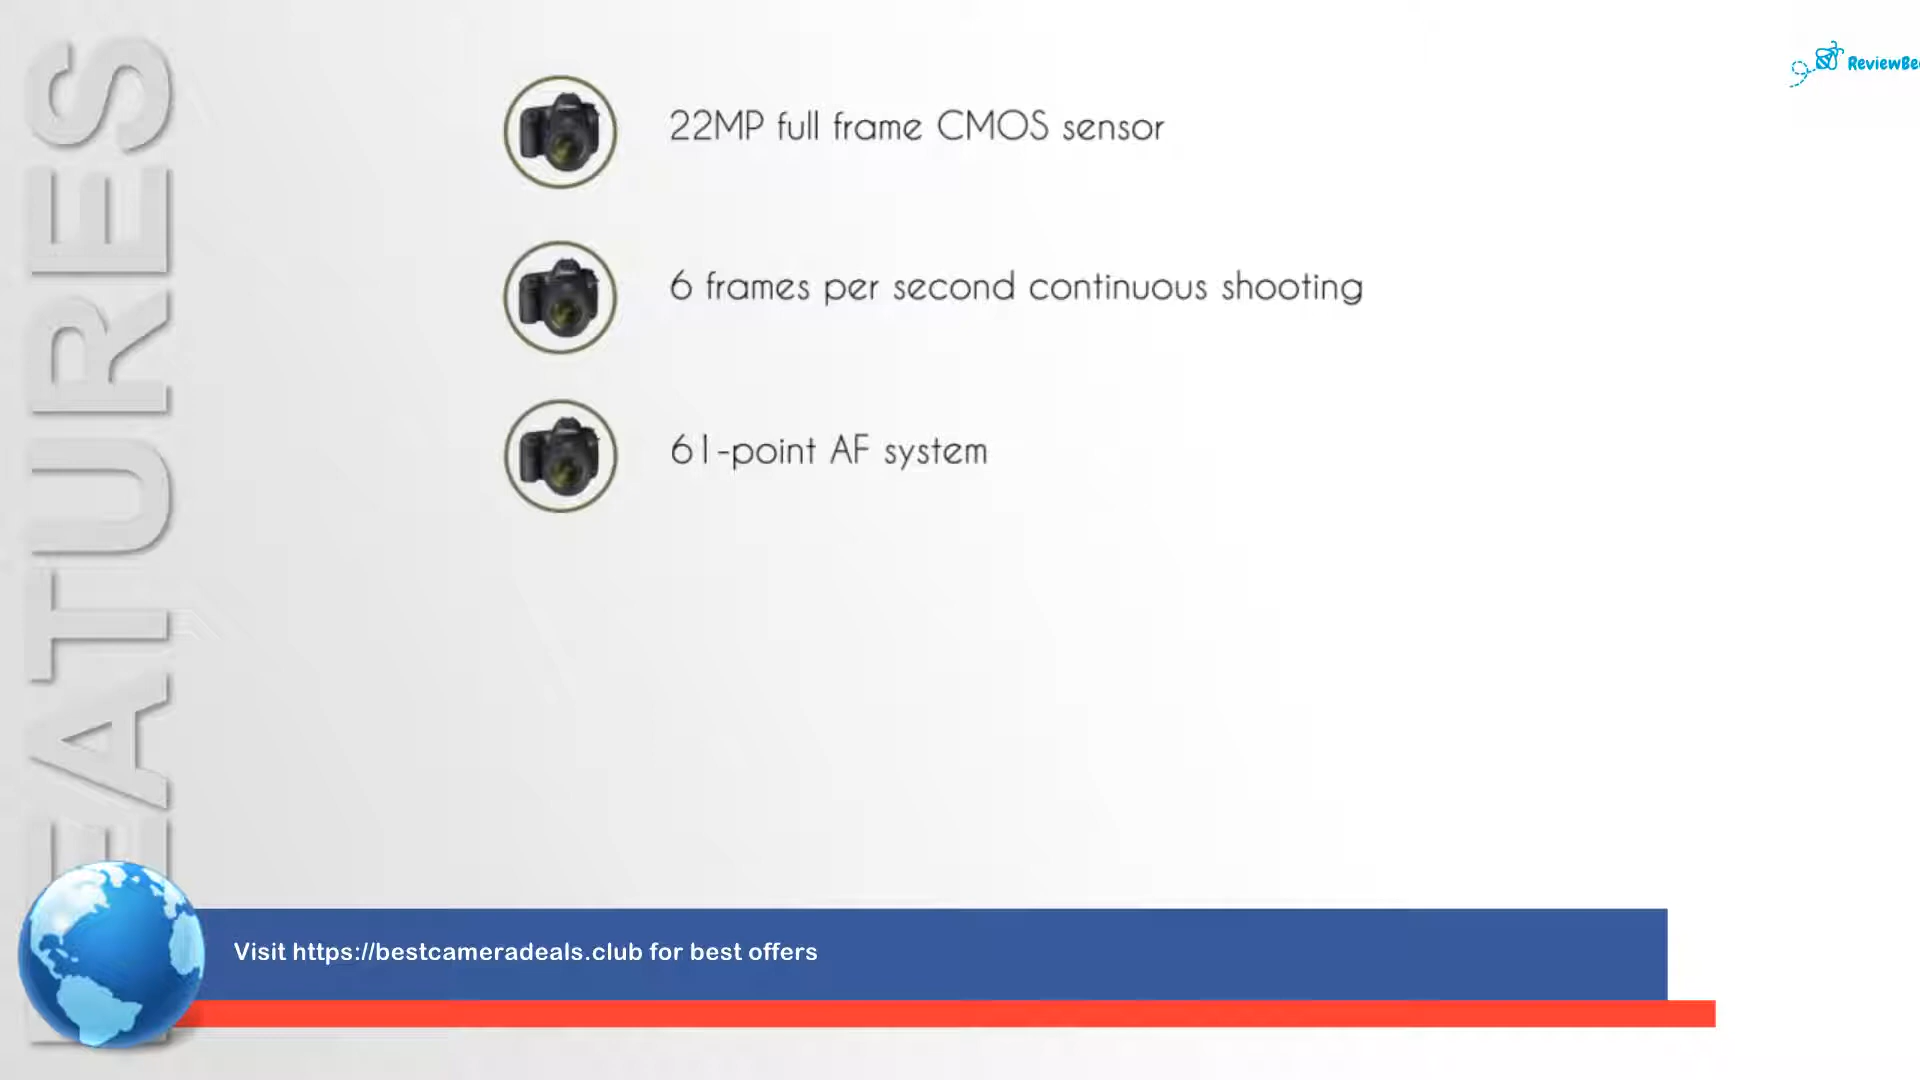 FEATURES
22MP full frame CMOS sensor
6 frames per second continuous shooting
61-point AF system
Visit https://bestcameradeals.club for best offers
ReviewBee